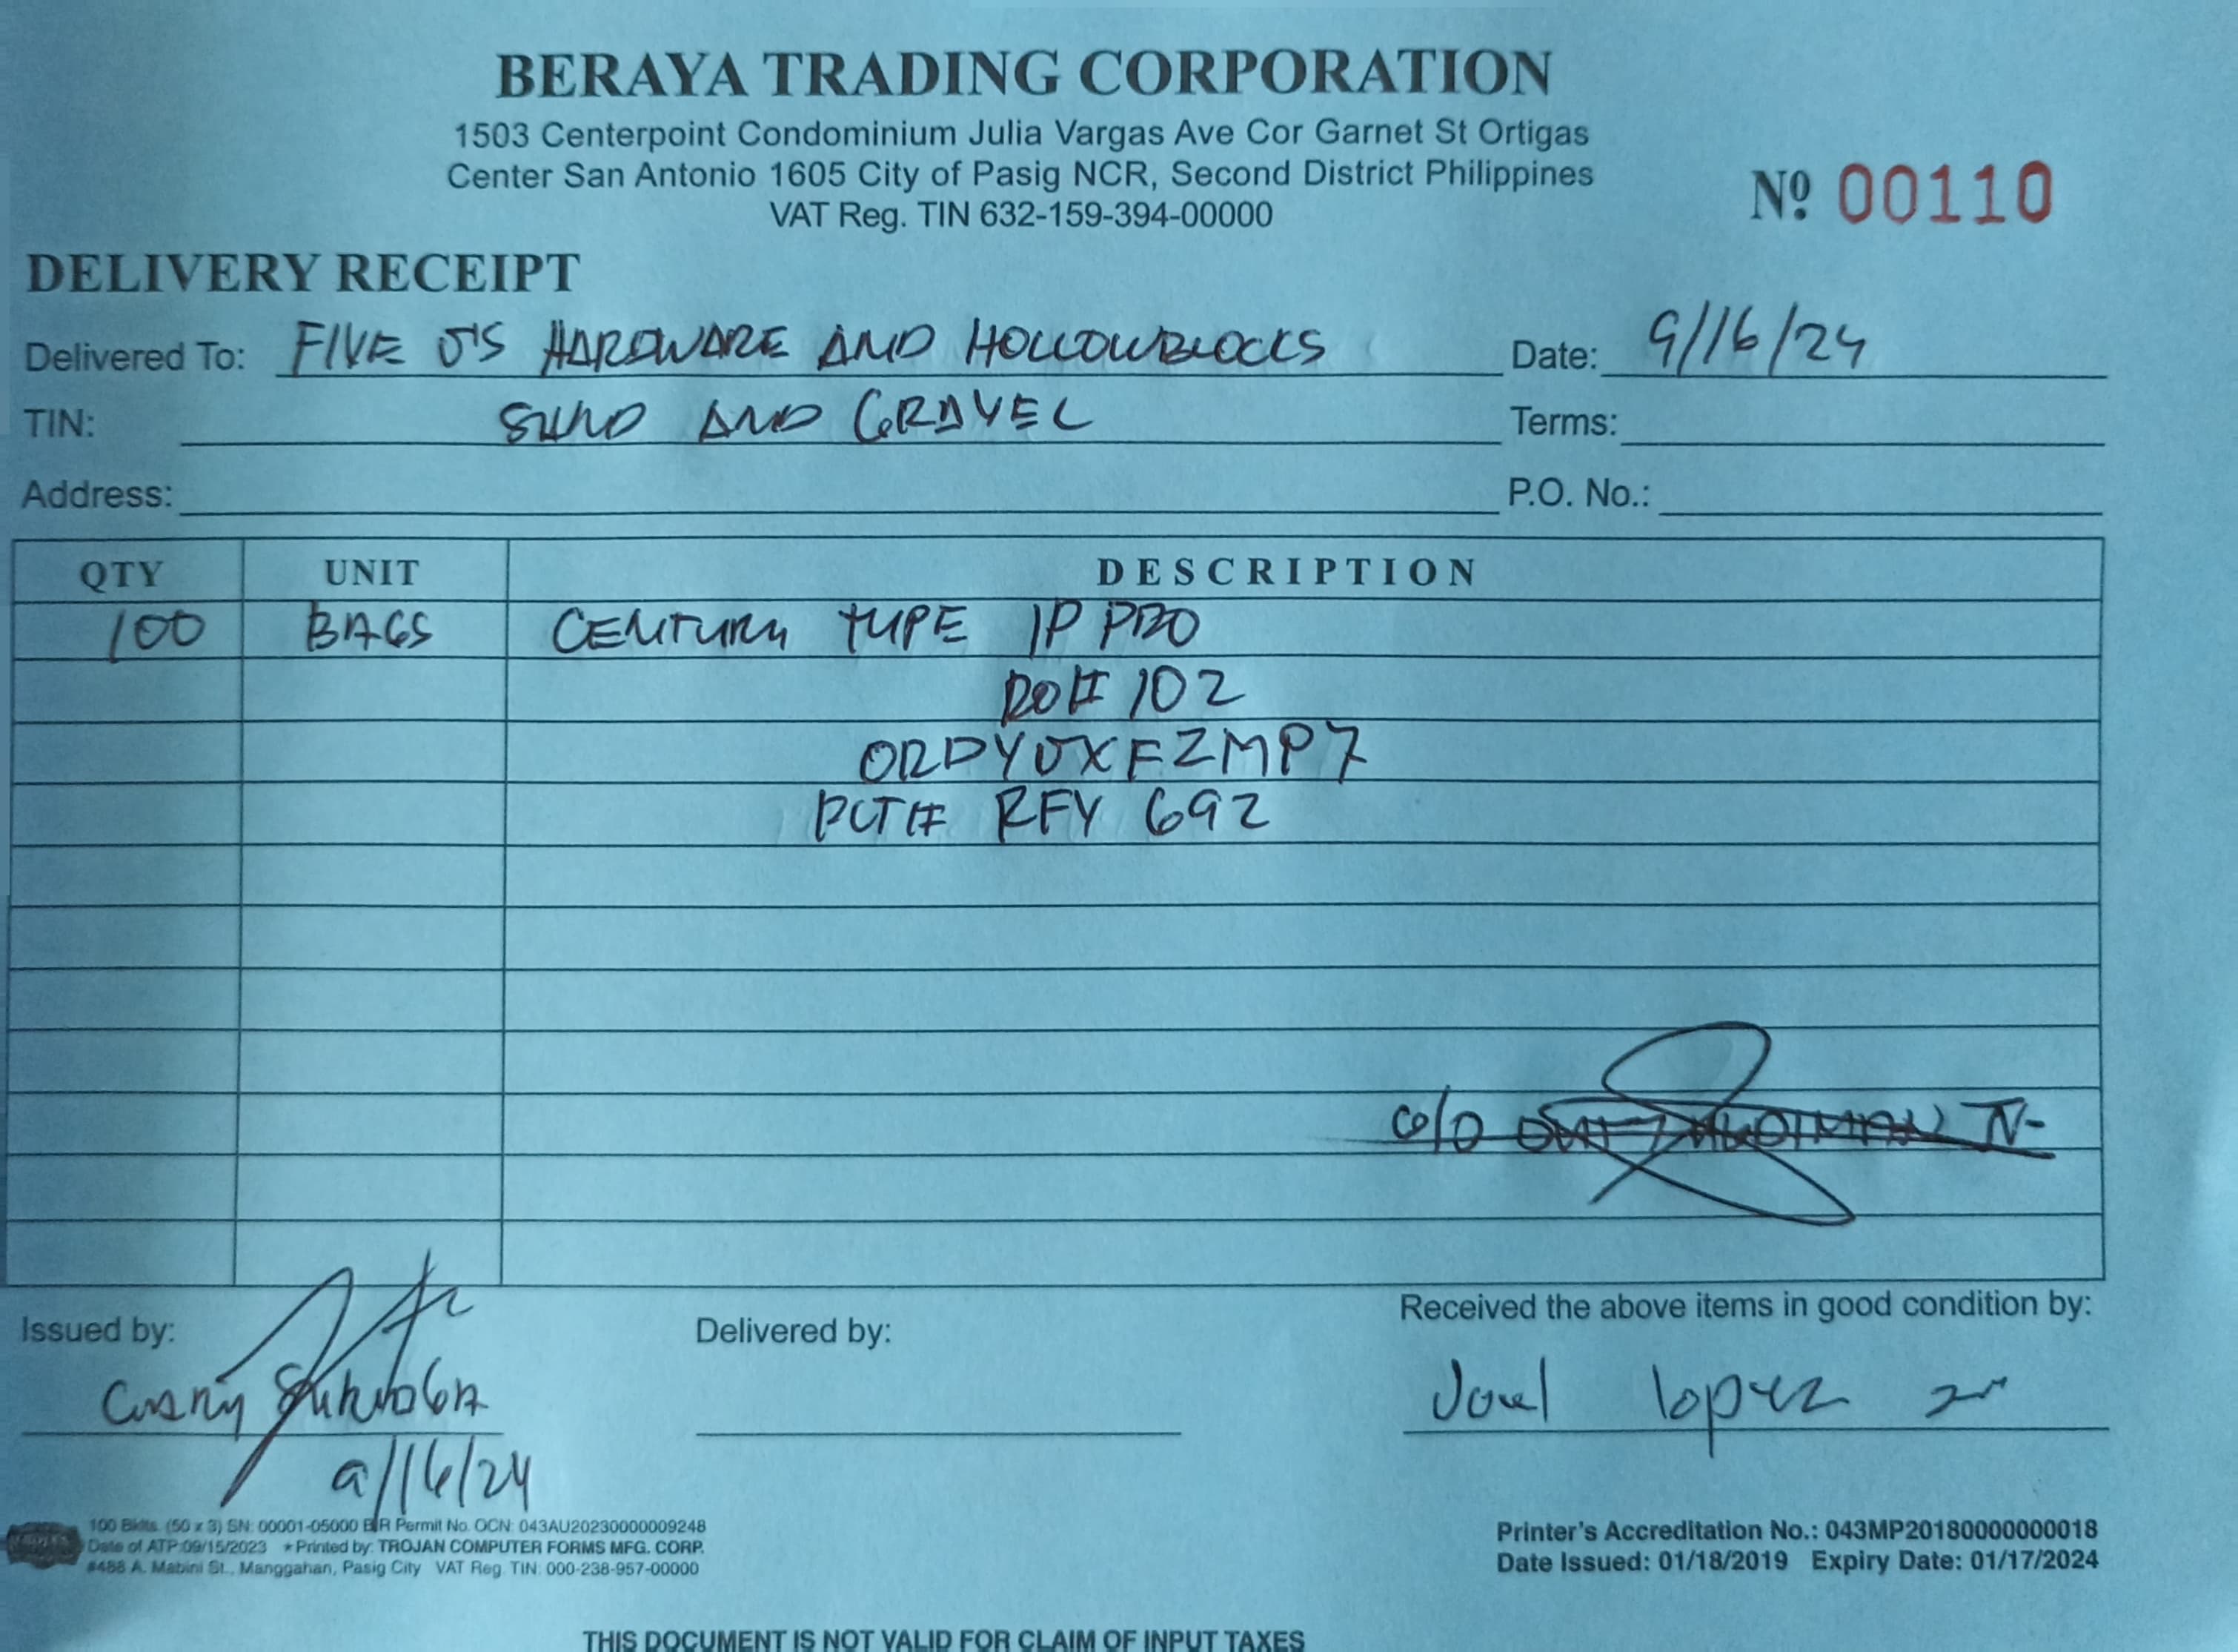 BERAYA TRADING CORPORATION
1503 Centerpoint Condominium Julia Vargas Ave Cor Garnet St Ortigas
Center San Antonio 1605 City of Pasig NCR, Second District Philippines
VAT Reg. TIN 632-159-394-00000
Nº 00110
DELIVERY RECEIPT
Delivered To: FIVE J'S HARDWARE AND HOLLOWBLOCKS Date: 9/16/24
TIN: SAND AND GRAVEL Terms:
Address: P.O. No.:
QTY UNIT DESCRIPTION
100 BAGS CENTURY TYPE 1P PRO
102
PLT# RFY 692
c/o
Issued by: Delivered by: Received the above items in good condition by:
Joel lopez
9/16/24
100 Bklts. (50 x 3) SN: 00001-05000 BIR Permit No. OCN: 043AU20230000009248
Date of ATP:09/15/2023 ★ Printed by: TROJAN COMPUTER FORMS MFG. CORP.
#488 A. Mabini St., Manggahan, Pasig City VAT Reg. TIN: 000-238-957-00000
Printer's Accreditation No.: 043MP20180000000018
Date Issued: 01/18/2019 Expiry Date: 01/17/2024
THIS DOCUMENT IS NOT VALID FOR CLAIM OF INPUT TAXES